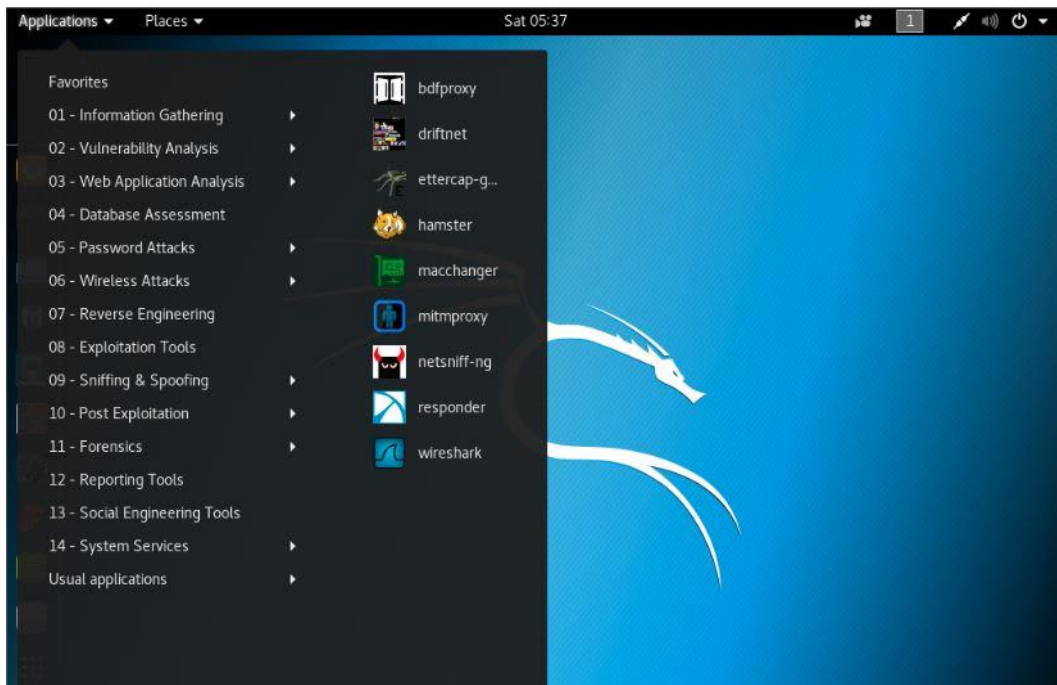 Applications Places Sat 05:37 1
Favorites
01 - Information Gathering
02 - Vulnerability Analysis
03 - Web Application Analysis
04 - Database Assessment
05 - Password Attacks
06 - Wireless Attacks
07 - Reverse Engineering
08 - Exploitation Tools
09 - Sniffing & Spoofing
10 - Post Exploitation
11 - Forensics
12 - Reporting Tools
13 - Social Engineering Tools
14 - System Services
Usual applications
bdfproxy
driftnet
ettercap-g...
hamster
macchanger
mitmproxy
netsniff-ng
responder
wireshark